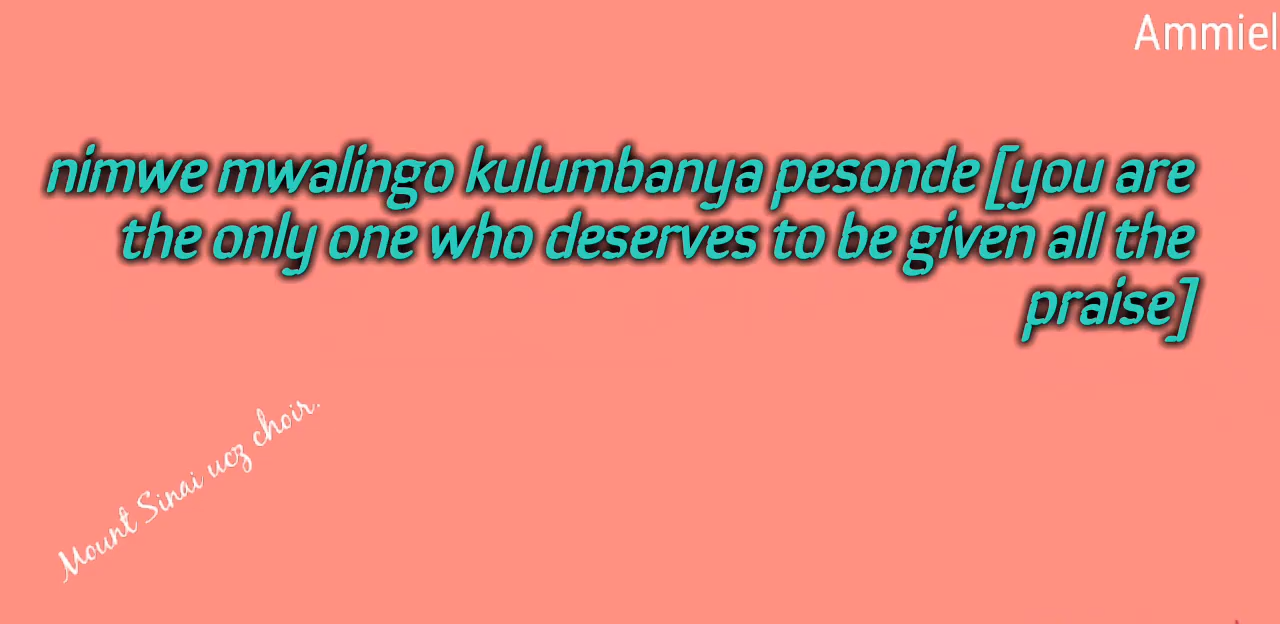 Ammiel
nimwe mwalingo kulumbanya pesonde [you are
the only one who deserves to be given all the
praise]
Mount Sinai ucz choir.